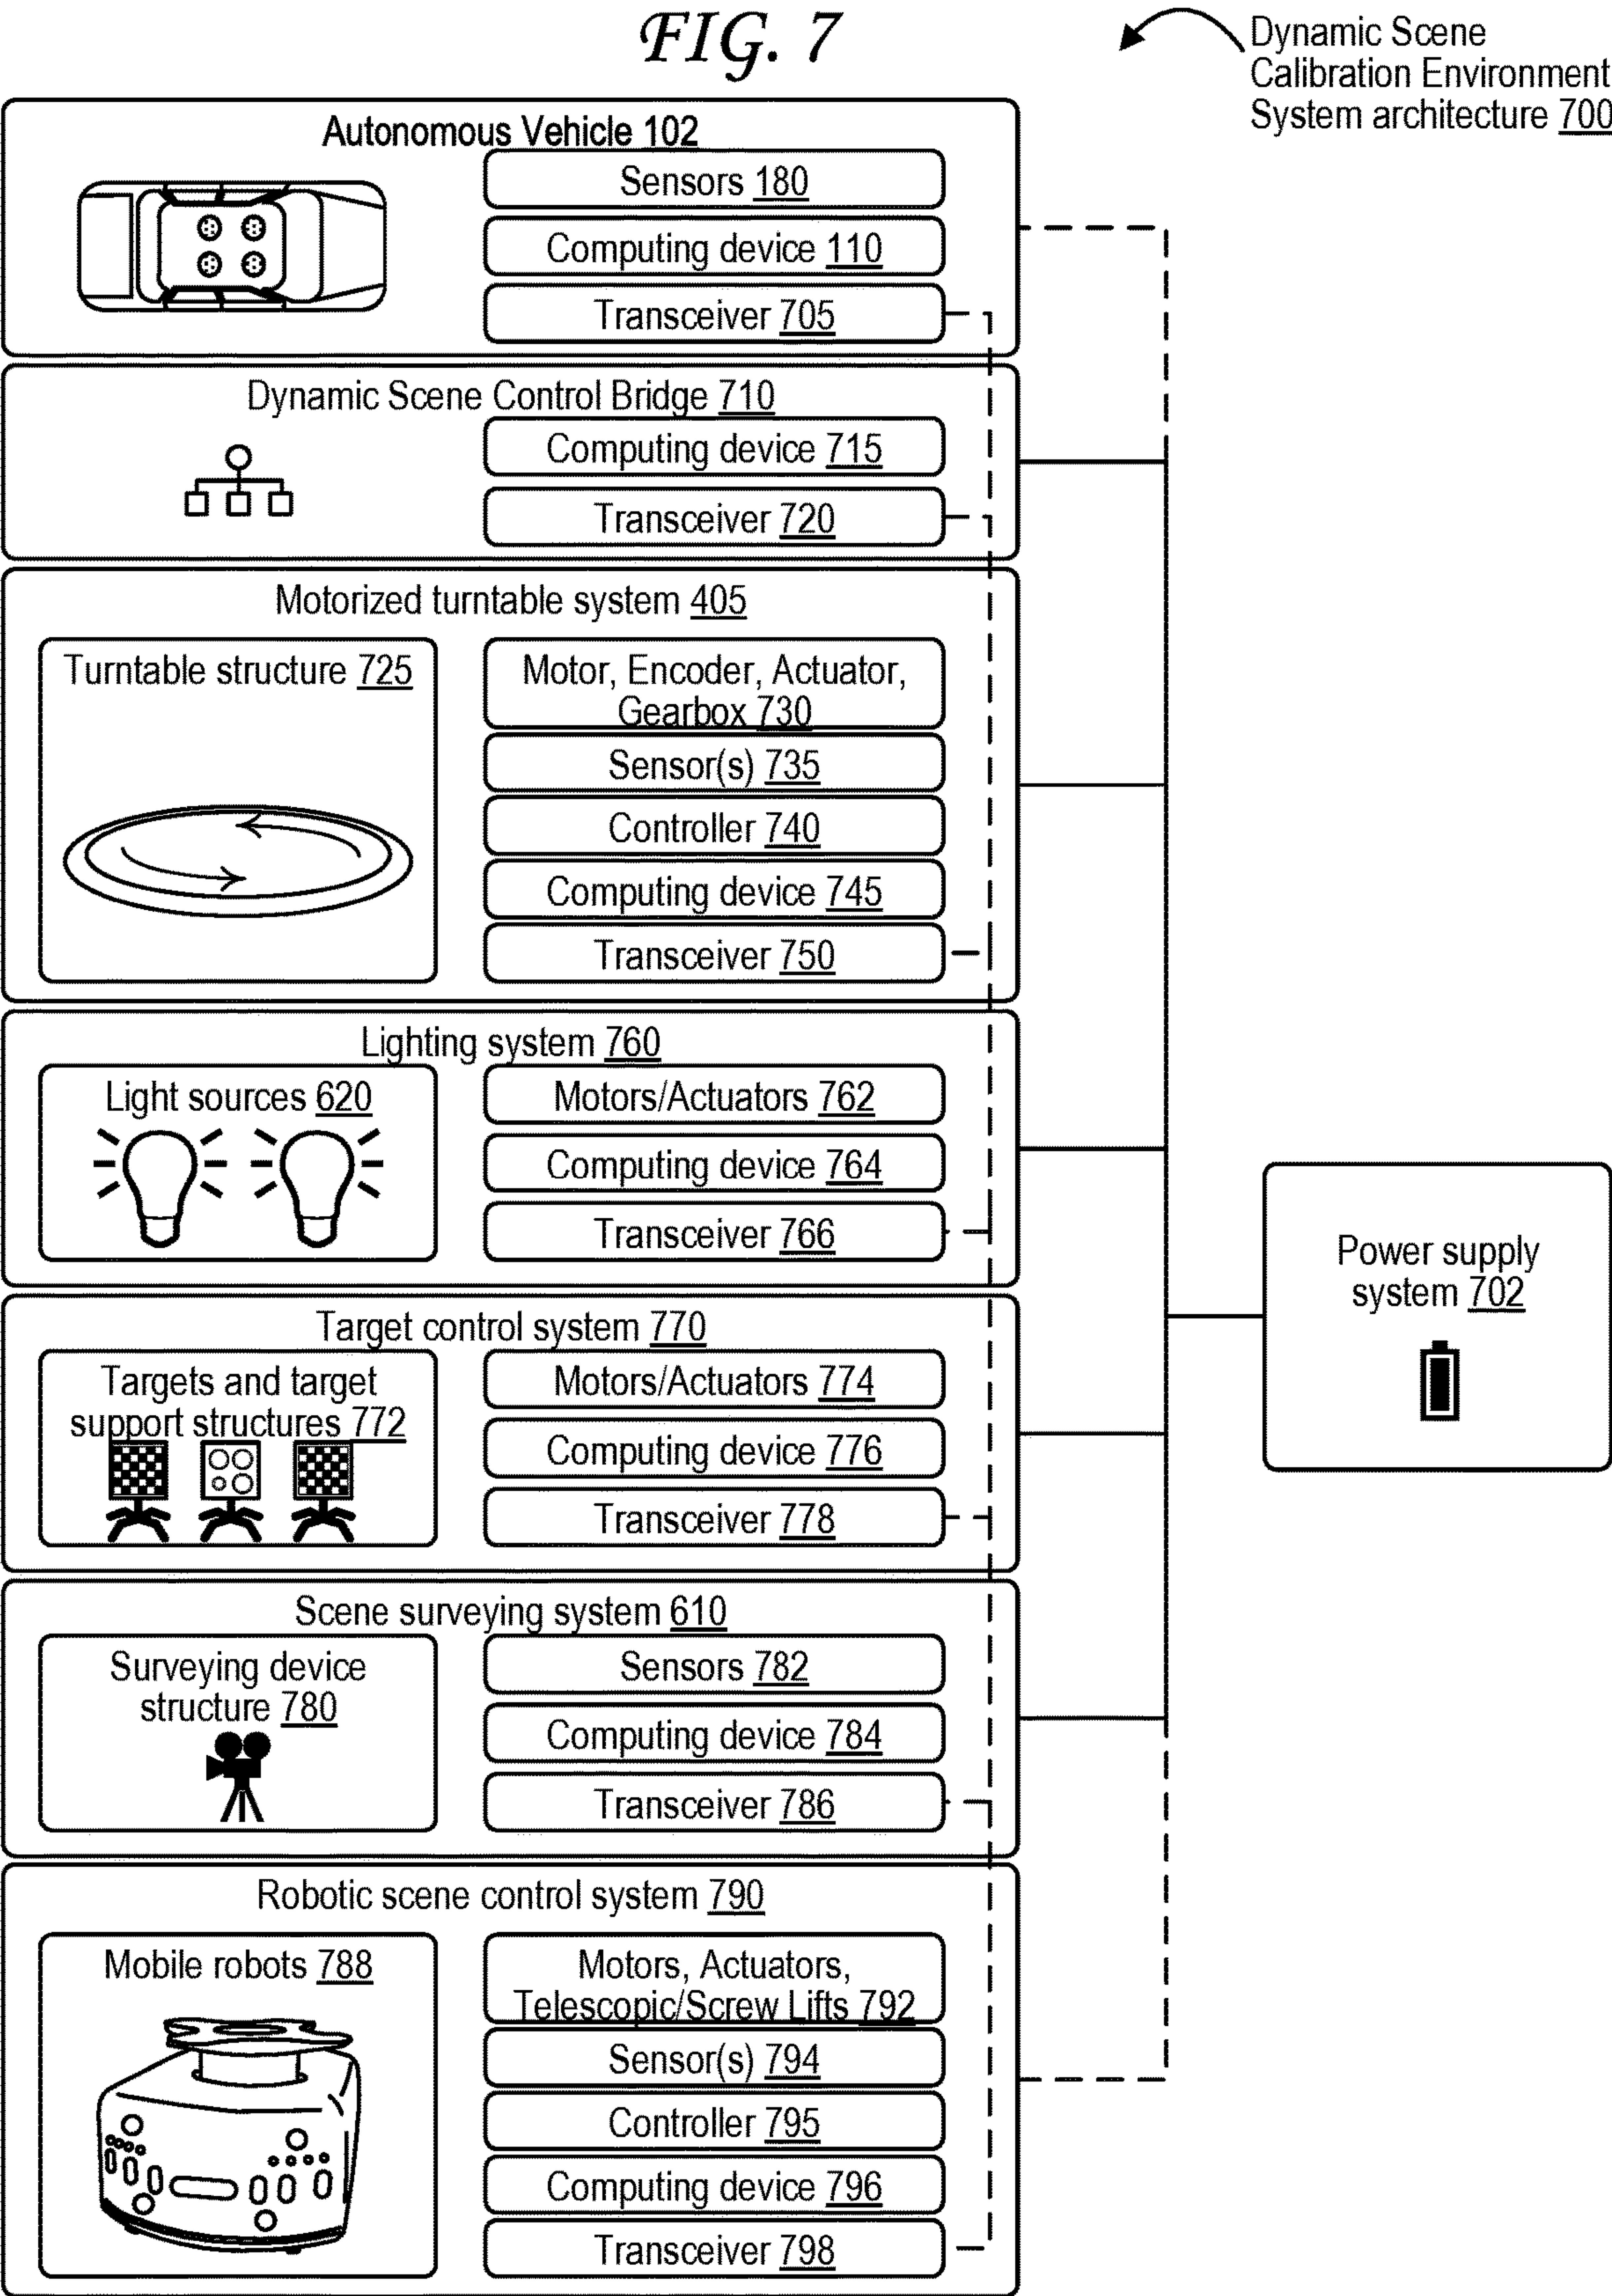 FIG. 7
Dynamic Scene
Calibration Environment
System architecture 700
Autonomous Vehicle 102
Sensors 180
Computing device 110
Transceiver 705
Dynamic Scene Control Bridge 710
Computing device 715
Transceiver 720
Motorized turntable system 405
Turntable structure 725
Motor, Encoder, Actuator,
Gearbox 730
Sensor(s) 735
Controller 740
Computing device 745
Transceiver 750
Lighting system 760
Light sources 620
Motors/Actuators 762
Computing device 764
Transceiver 766
Power supply
system 702
Target control system 770
Targets and target
support structures 772
Motors/Actuators 774
Computing device 776
Transceiver 778
Scene surveying system 610
Surveying device
structure 780
Sensors 782
Computing device 784
Transceiver 786
Robotic scene control system 790
Mobile robots 788
Motors, Actuators,
Telescopic/Screw Lifts 792
Sensor(s) 794
Controller 795
Computing device 796
Transceiver 798